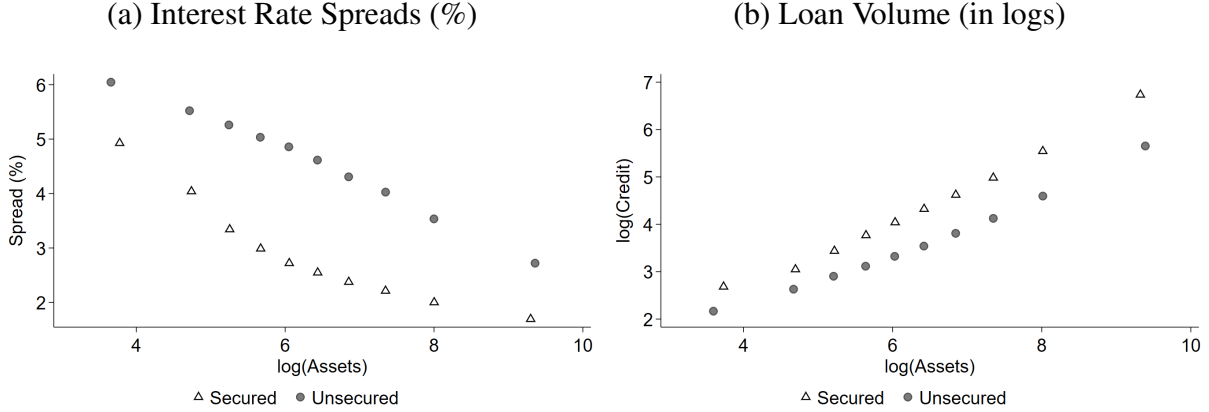 (a) Interest Rate Spreads (%)
Spread (%)
6
5
4
3
2
4 6 8 10
log(Assets)
Secured Unsecured
(b) Loan Volume (in logs)
log(Credit)
7
6
5
4
3
2
4 6 8 10
log(Assets)
Secured Unsecured